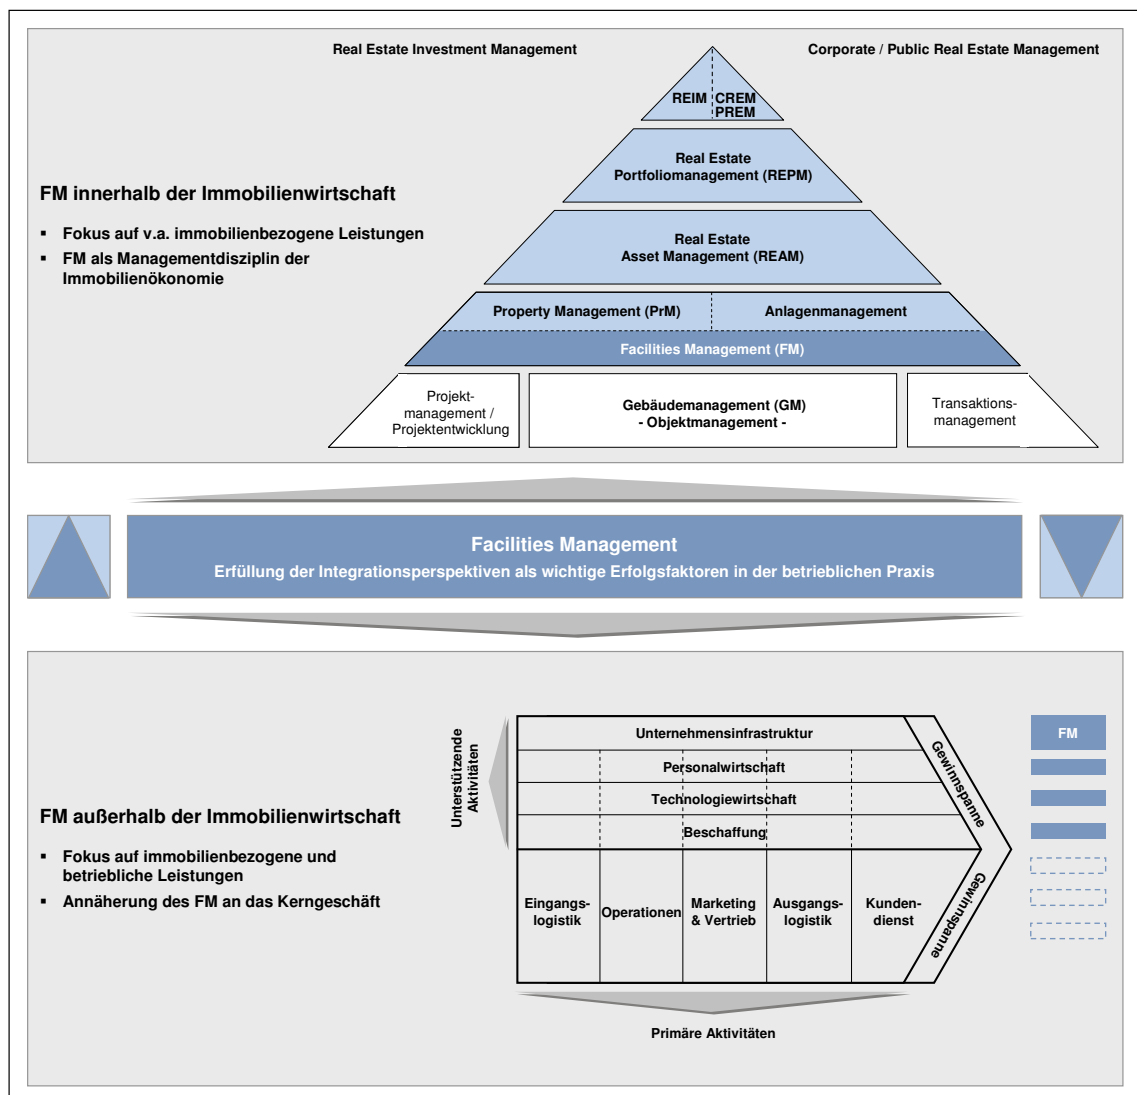 Real Estate Investment Management
Corporate / Public Real Estate Management
REIM
CREM
PREM
Real Estate
Portfoliomanagement (REPM)
FM innerhalb der Immobilienwirtschaft
▪ Fokus auf v.a. immobilienbezogene Leistungen
▪ FM als Managementdisziplin der
Immobilienökonomie
Real Estate
Asset Management (REAM)
Property Management (PrM)
Anlagenmanagement
Facilities Management (FM)
Projekt-
management /
Projektentwicklung
Gebäudemanagement (GM)
- Objektmanagement -
Transaktions-
management
Facilities Management
Erfüllung der Integrationsperspektiven als wichtige Erfolgsfaktoren in der betrieblichen Praxis
FM außerhalb der Immobilienwirtschaft
▪ Fokus auf immobilienbezogene und
betriebliche Leistungen
▪ Annäherung des FM an das Kerngeschäft
Unterstützende
Aktivitäten
Unternehmensinfrastruktur
Personalwirtschaft
Technologiewirtschaft
Beschaffung
Gewinnspanne
Gewinnspanne
FM
Eingangs-
logistik
Operationen
Marketing
& Vertrieb
Ausgangs-
logistik
Kunden-
dienst
Primäre Aktivitäten